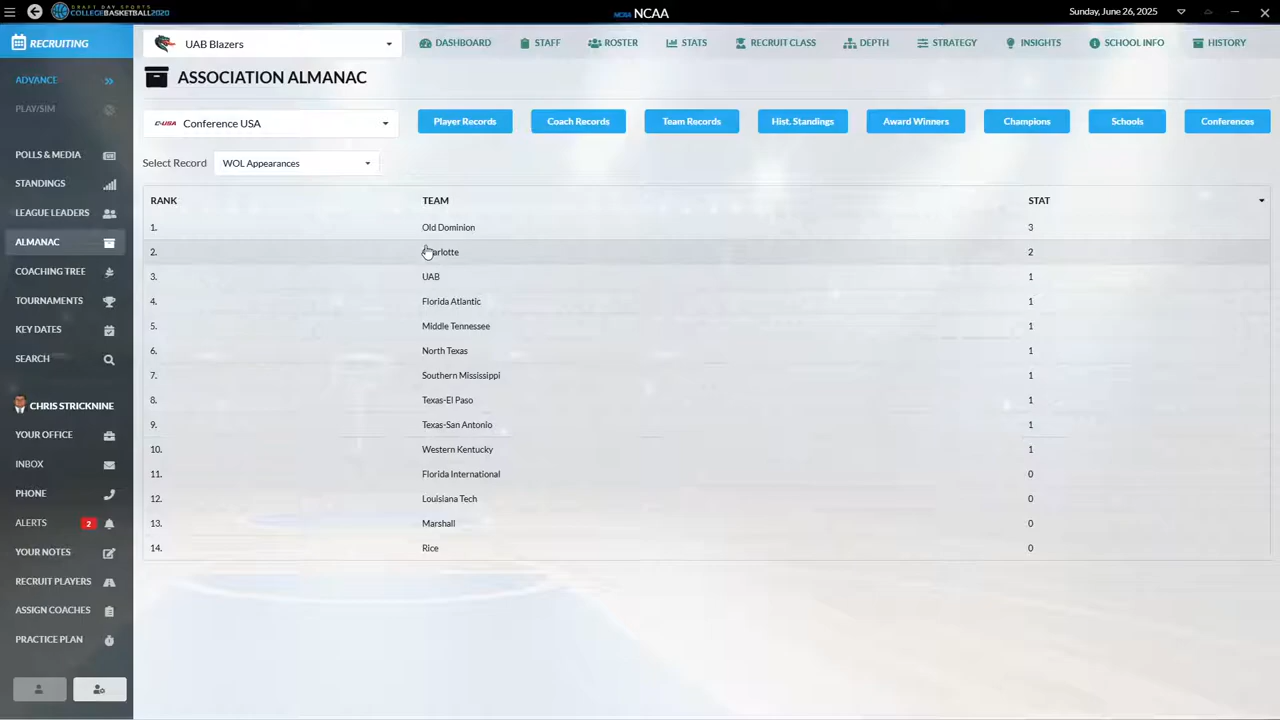 DRAFT DAY SPORTS
COLLEGE BASKETBALL 2020
NCAA NCAA
Sunday, June 26, 2025
RECRUITING
UAB Blazers
DASHBOARD STAFF ROSTER STATS RECRUIT CLASS DEPTH STRATEGY INSIGHTS SCHOOL INFO HISTORY
ADVANCE
PLAY/SIM
POLLS & MEDIA
STANDINGS
LEAGUE LEADERS
ALMANAC
COACHING TREE
TOURNAMENTS
KEY DATES
SEARCH
CHRIS STRICKNINE
YOUR OFFICE
INBOX
PHONE
ALERTS 2
YOUR NOTES
RECRUIT PLAYERS
ASSIGN COACHES
PRACTICE PLAN
ASSOCIATION ALMANAC
C-USA Conference USA
Player Records Coach Records Team Records Hist. Standings Award Winners Champions Schools Conferences
Select Record WOL Appearances
RANK TEAM STAT
1. Old Dominion 3
2. arlotte 2
3. UAB 1
4. Florida Atlantic 1
5. Middle Tennessee 1
6. North Texas 1
7. Southern Mississippi 1
8. Texas-El Paso 1
9. Texas-San Antonio 1
10. Western Kentucky 1
11. Florida International 0
12. Louisiana Tech 0
13. Marshall 0
14. Rice 0